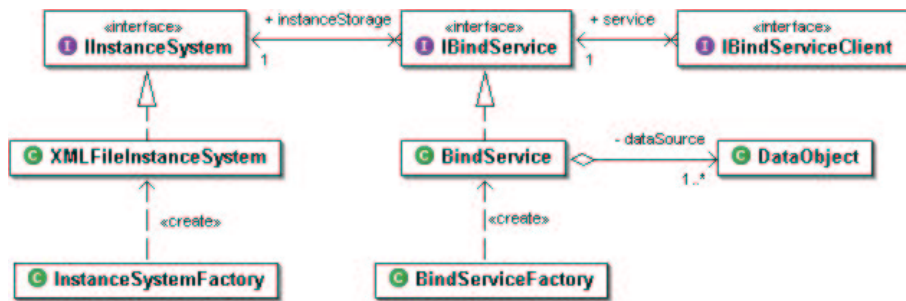 «interface»
I IInstanceSystem
+ instanceStorage
1
«interface»
I IBindService
+ service
1
«interface»
I IBindServiceClient
C XMLFileInstanceSystem
C BindService
- dataSource
1..*
C DataObject
«create»
«create»
C InstanceSystemFactory
C BindServiceFactory